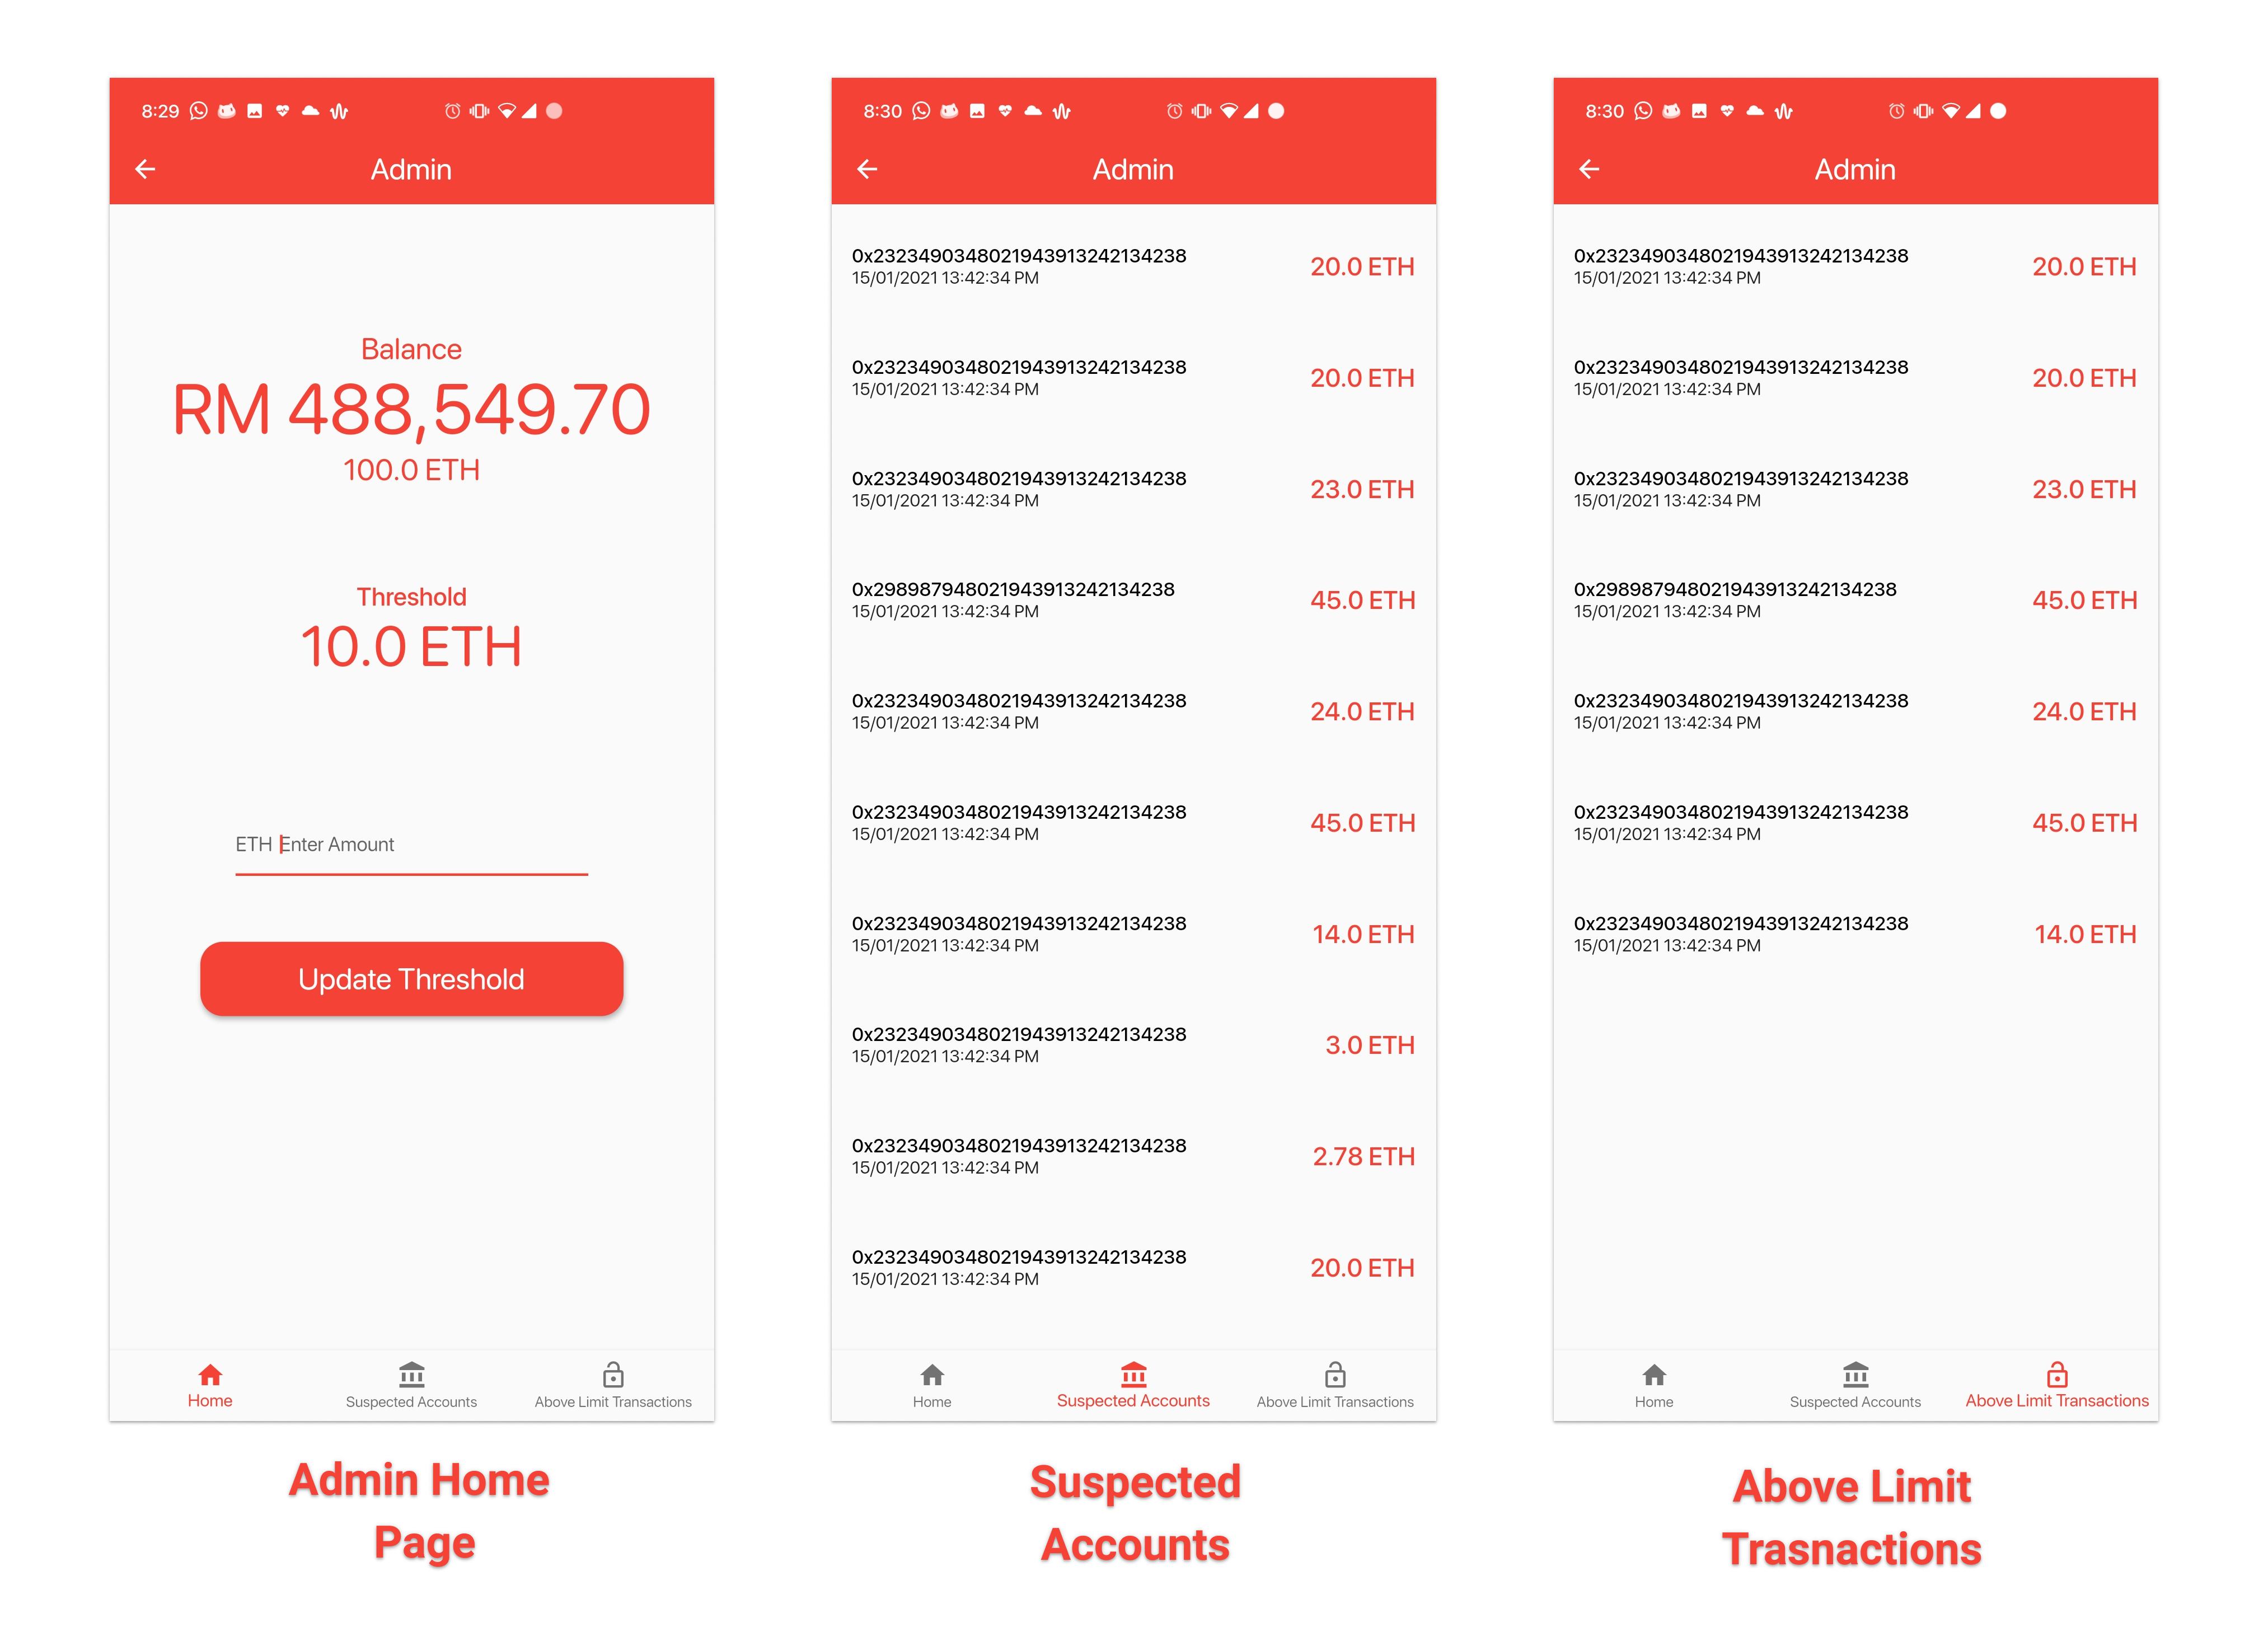 8:29
Admin
Balance
RM 488,549.70
100.0 ETH
Threshold
10.0 ETH
ETH Enter Amount
Update Threshold
Home
Suspected Accounts
Above Limit Transactions
Admin Home
Page
8:30
Admin
0x2323490348021943913242134238
15/01/2021 13:42:34 PM
20.0 ETH
0x2323490348021943913242134238
15/01/2021 13:42:34 PM
20.0 ETH
0x2323490348021943913242134238
15/01/2021 13:42:34 PM
23.0 ETH
0x298987948021943913242134238
15/01/2021 13:42:34 PM
45.0 ETH
0x2323490348021943913242134238
15/01/2021 13:42:34 PM
24.0 ETH
0x2323490348021943913242134238
15/01/2021 13:42:34 PM
45.0 ETH
0x2323490348021943913242134238
15/01/2021 13:42:34 PM
14.0 ETH
0x2323490348021943913242134238
15/01/2021 13:42:34 PM
3.0 ETH
0x2323490348021943913242134238
15/01/2021 13:42:34 PM
2.78 ETH
0x2323490348021943913242134238
15/01/2021 13:42:34 PM
20.0 ETH
Home
Suspected Accounts
Above Limit Transactions
Suspected
Accounts
8:30
Admin
0x2323490348021943913242134238
15/01/2021 13:42:34 PM
20.0 ETH
0x2323490348021943913242134238
15/01/2021 13:42:34 PM
20.0 ETH
0x2323490348021943913242134238
15/01/2021 13:42:34 PM
23.0 ETH
0x298987948021943913242134238
15/01/2021 13:42:34 PM
45.0 ETH
0x2323490348021943913242134238
15/01/2021 13:42:34 PM
24.0 ETH
0x2323490348021943913242134238
15/01/2021 13:42:34 PM
45.0 ETH
0x2323490348021943913242134238
15/01/2021 13:42:34 PM
14.0 ETH
Home
Suspected Accounts
Above Limit Transactions
Above Limit
Trasnactions